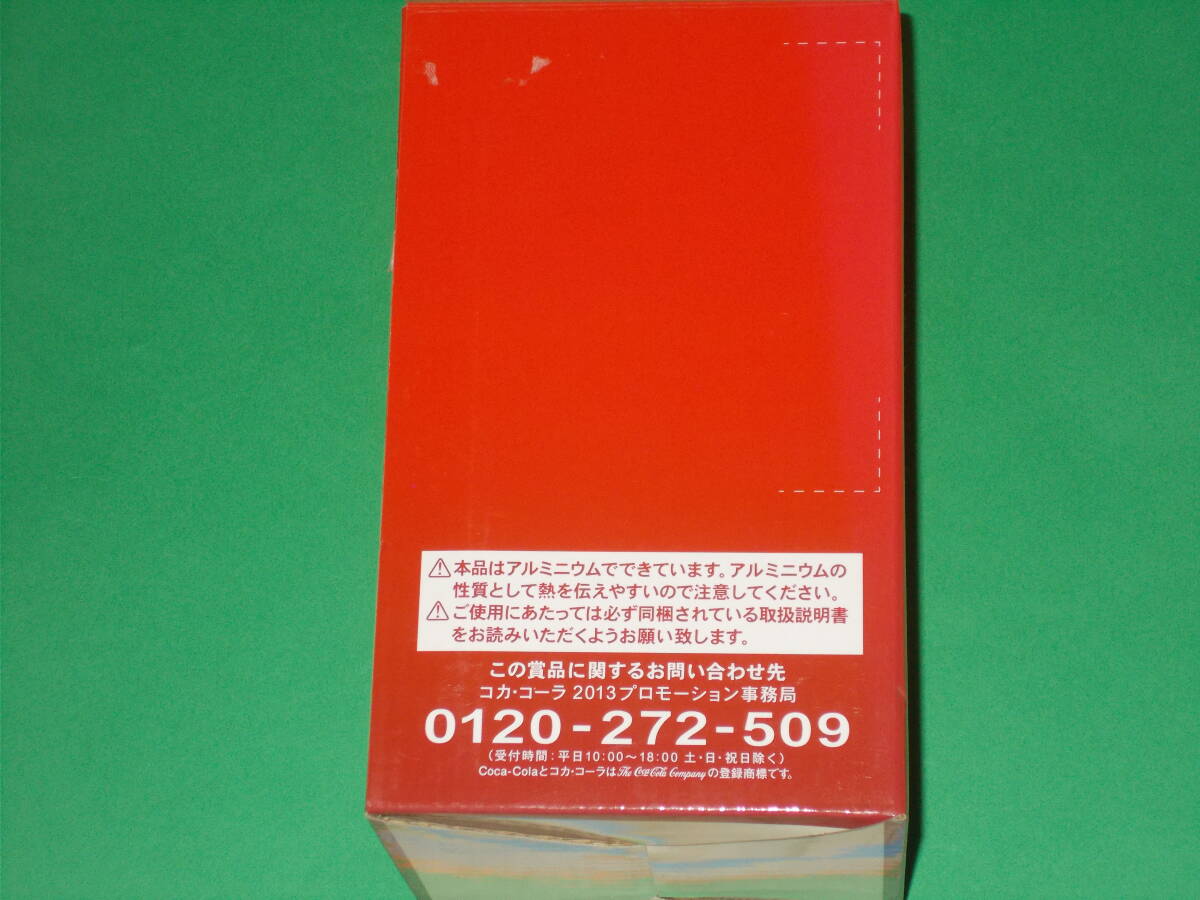 ⚠本品はアルミニウムでできています。アルミニウムの
性質として熱を伝えやすいので注意してください。
⚠ご使用にあたっては必ず同梱されている取扱説明書
をお読みいただくようお願い致します。
この賞品に関するお問い合わせ先
コカ・コーラ 2013プロモーション事務局
0120-272-509
(受付時間:平日10:00〜18:00 土・日・祝日除く)
Coca-Colaとコカ・コーラはThe Coca-Cola Companyの登録商標です。